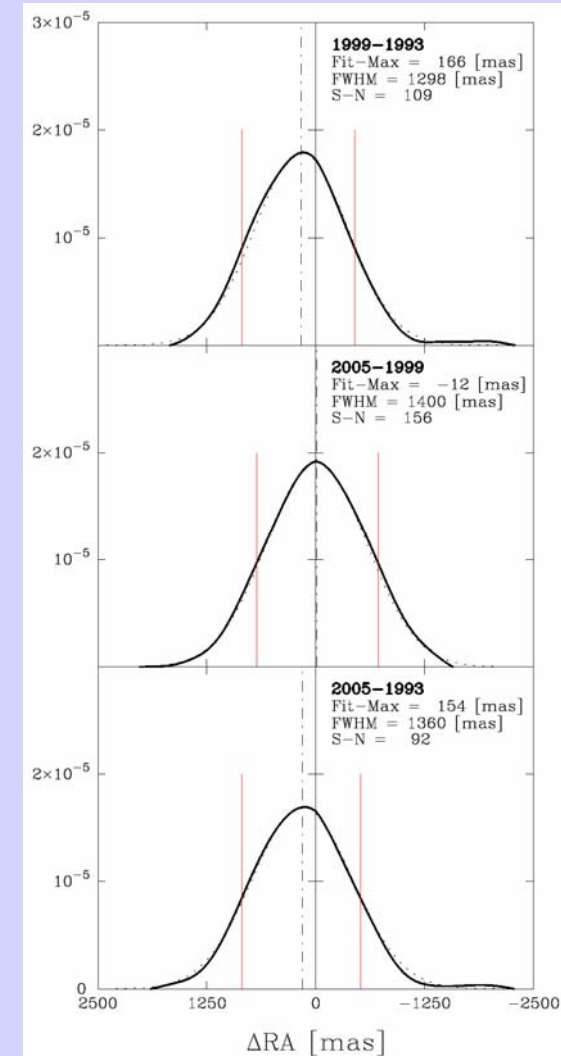 3×10⁻⁵
1999−1993
Fit−Max = 166 [mas]
FWHM = 1298 [mas]
S−N = 109
2×10⁻⁵
10⁻⁵
2005−1999
Fit−Max = −12 [mas]
FWHM = 1400 [mas]
S−N = 156
2×10⁻⁵
10⁻⁵
2005−1993
Fit−Max = 154 [mas]
FWHM = 1360 [mas]
S−N = 92
2×10⁻⁵
10⁻⁵
0
2500 1250 0 −1250 −2500
ΔRA [mas]